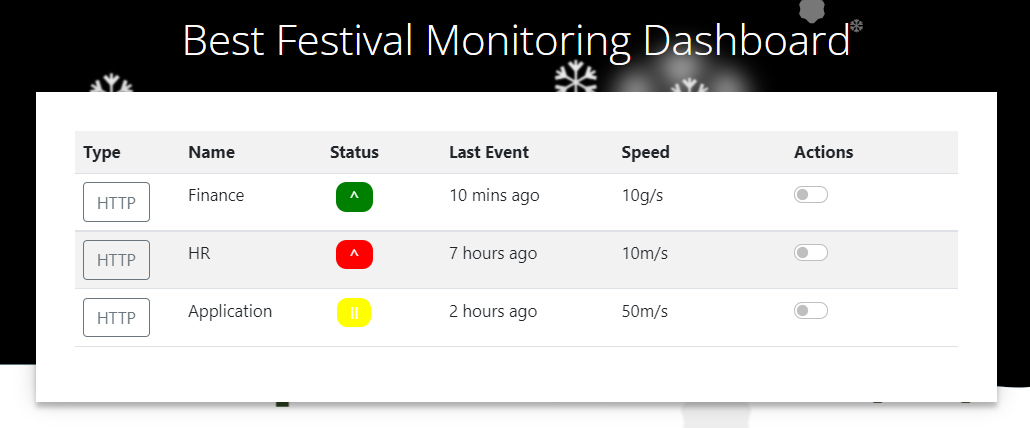 Best Festival Monitoring Dashboard
Type Name Status Last Event Speed Actions
HTTP Finance ^ 10 mins ago 10g/s
HTTP HR ^ 7 hours ago 10m/s
HTTP Application || 2 hours ago 50m/s